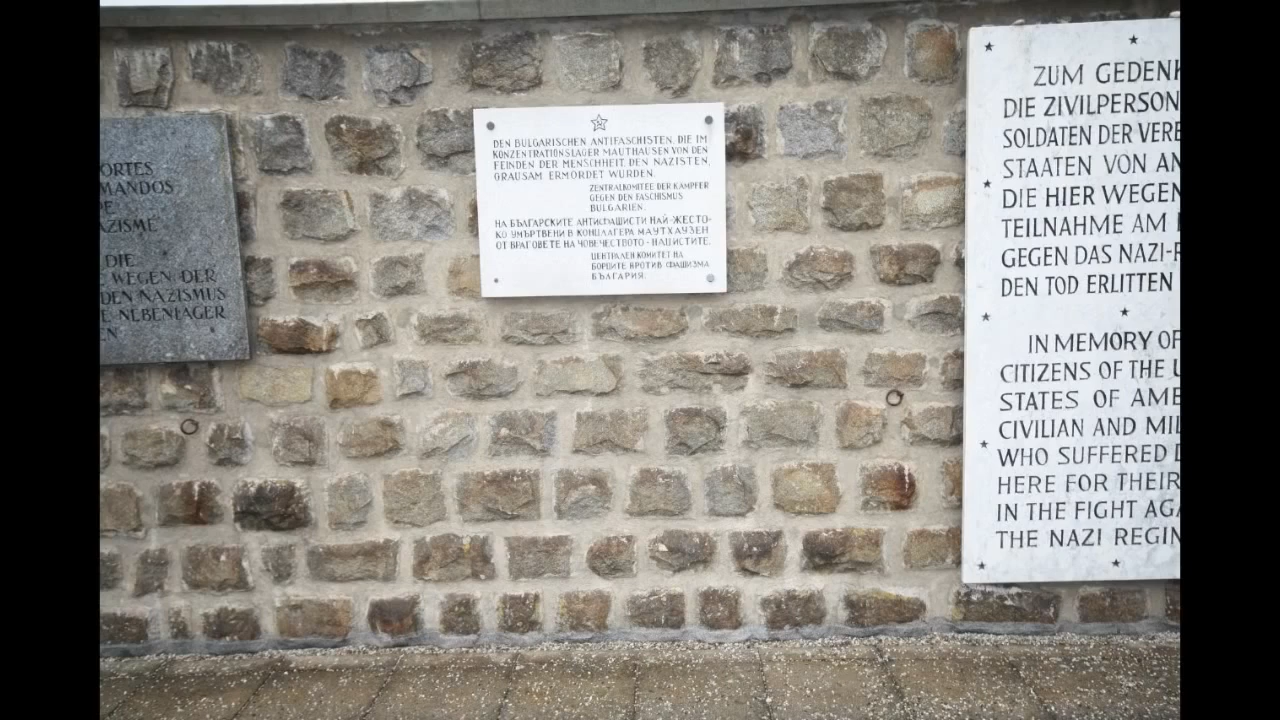 ORTES
MANDOS
DE
AZISME.
DIE
WEGEN DER
DEN NAZISMUS
E NEBENLAGER
EN
DEN BULGARISCHEN ANTIFASCHISTEN, DIE IM
KONZENTRATIONSLAGER MAUTHAUSEN VON DEN
FEINDEN DER MENSCHHEIT, DEN NAZISTEN,
GRAUSAM ERMORDET WURDEN.
ZENTRALKOMITEE DER KÄMPFER
GEGEN DEN FASCHISMUS
BULGARIEN.
НА БЪЛГАРСКИТЕ АНТИФАШИСТИ НАЙ-ЖЕСТО-
КО УМЪРТВЕНИ В КОНЦЛАГЕРА МАУТХАУЗЕН
ОТ ВРАГОВЕТЕ НА ЧОВЕЧЕСТВОТО - НАЦИСТИТЕ.
ЦЕНТРАЛЕН КОМИТЕТ НА
БОРЦИТЕ ПРОТИВ ФАШИЗМА
БЪЛГАРИЯ.
ZUM GEDENK
DIE ZIVILPERSON
SOLDATEN DER VERE
STAATEN VON AM
DIE HIER WEGEN
TEILNAHME AM
GEGEN DAS NAZI-R
DEN TOD ERLITTEN
IN MEMORY OF
CITIZENS OF THE U
STATES OF AME
CIVILIAN AND MIL
WHO SUFFERED D
HERE FOR THEIR
IN THE FIGHT AGA
THE NAZI REGIM